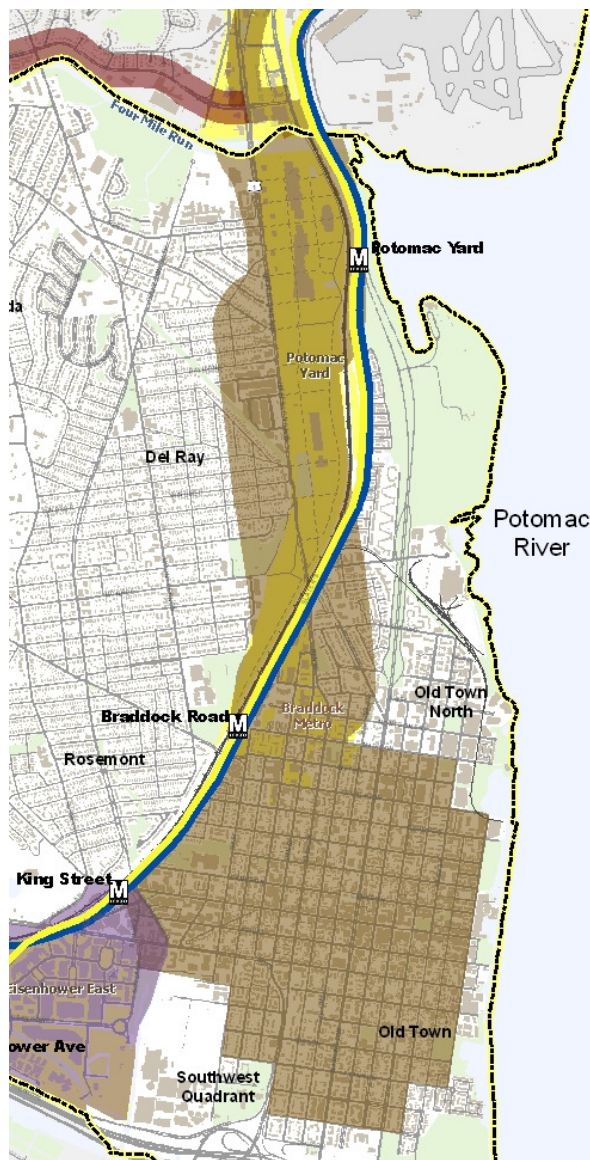 Four Mile Run
M
Potomac Yard
da
Potomac
Yard
Del Ray
Potomac
River
Old Town
North
Braddock Road
M
Braddock
Metro
Rosemont
King Street
M
Eisenhower East
Old Town
ower Ave
Southwest
Quadrant